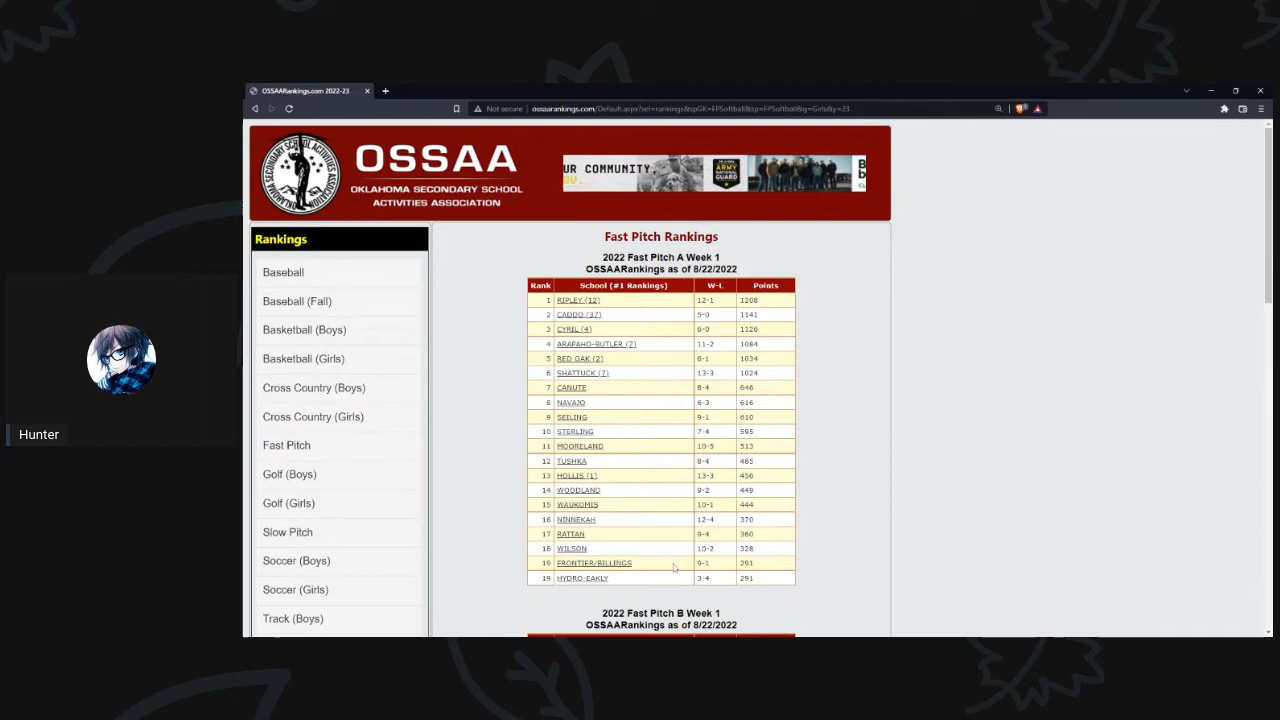 OSSAARankings.com 2022-23
Not secure
ossaarankings.com/Default.aspx?sel=rankings&spGK=FPSoftball&sp=FPSoftball&g=Girls&y=23
OSSAA
OKLAHOMA SECONDARY SCHOOL
ACTIVITIES ASSOCIATION
UR COMMUNITY,
ARMY
NATIONAL
GUARD
Rankings
Baseball
Baseball (Fall)
Basketball (Boys)
Basketball (Girls)
Cross Country (Boys)
Cross Country (Girls)
Fast Pitch
Golf (Boys)
Golf (Girls)
Slow Pitch
Soccer (Boys)
Soccer (Girls)
Track (Boys)
Fast Pitch Rankings
2022 Fast Pitch A Week 1
OSSAARankings as of 8/22/2022
Rank School (#1 Rankings) W-L Points
1 RIPLEY (12) 12-1 1208
2 CADDO (37) 5-0 1141
3 CYRIL (4) 6-0 1126
4 ARAPAHO-BUTLER (7) 11-2 1084
5 RED OAK (2) 6-1 1034
6 SHATTUCK (7) 13-3 1024
7 CANUTE 8-4 646
8 NAVAJO 6-3 616
9 SEILING 9-1 610
10 STERLING 7-4 595
11 MOORELAND 10-5 513
12 TUSHKA 8-4 485
13 HOLLIS (1) 13-3 456
14 WOODLAND 9-2 449
15 WAUKOMIS 10-1 444
16 NINNEKAH 12-4 370
17 RATTAN 9-4 360
18 WILSON 10-2 328
19 FRONTIER/BILLINGS 9-1 291
19 HYDRO-EAKLY 3-4 291
2022 Fast Pitch B Week 1
OSSAARankings as of 8/22/2022
Hunter